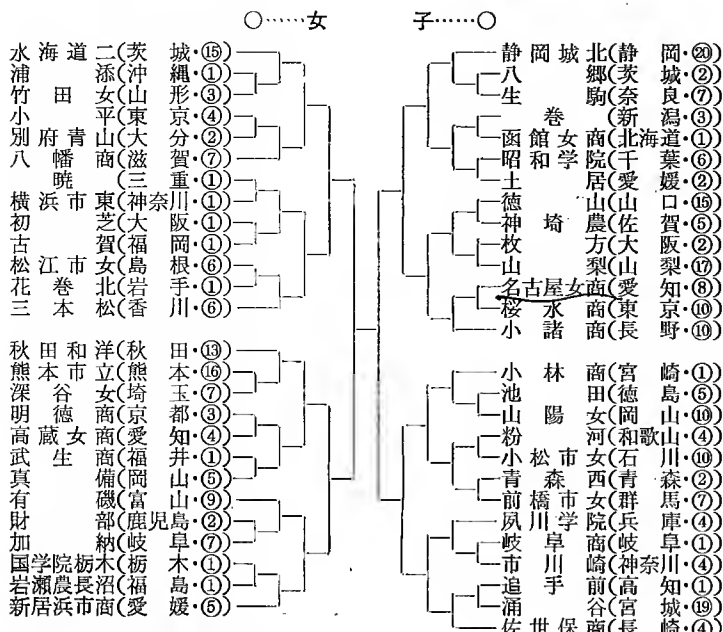 ○……女子……○
水海道二(茨城・⑮)
浦添(沖縄・①)
竹田女(山形・③)
小平(東京・④)
別府青山(大分・②)
八幡商(滋賀・⑦)
暁(三重・①)
横浜市東(神奈川・①)
初芝(大阪・①)
古賀(福岡・①)
松江市女(島根・⑥)
花巻北(岩手・①)
三本松(香川・⑥)
秋田和洋(秋田・⑬)
熊本市立(熊本・⑯)
深谷女(埼玉・⑦)
明徳商(京都・③)
高蔵女商(愛知・④)
武生商(福井・①)
真備(岡山・⑤)
有磯(富山・⑨)
財部(鹿児島・②)
加納(岐阜・⑦)
国学院栃木(栃木・①)
岩瀬農長沼(福島・①)
新居浜市商(愛媛・⑤)
静岡城北(静岡・⑳)
八郷(茨城・②)
生駒(奈良・⑦)
巻(新潟・③)
函館女商(北海道・①)
昭和学院(千葉・⑥)
土居(愛媛・②)
徳山(山口・⑮)
神埼農(佐賀・⑤)
枚方(大阪・②)
山梨(山梨・⑰)
名古屋女商(愛知・⑧)
桜水商(東京・⑩)
小諸商(長野・⑩)
小林商(宮崎・①)
池田(徳島・⑤)
山陽女(岡山・⑩)
粉河(和歌山・④)
小松市女(石川・⑩)
青森西(青森・②)
前橋市女(群馬・⑦)
夙川学院(兵庫・④)
岐阜商(岐阜・①)
市川崎(神奈川・④)
追手前(高知・①)
涌谷(宮城・⑲)
佐世保商(長崎・④)